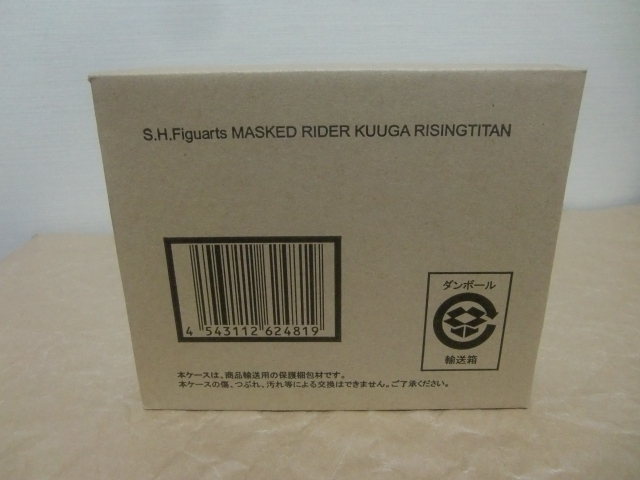 S.H.Figuarts MASKED RIDER KUUGA RISINGTITAN
4 543112 624819
ダンボール
輸送箱
本ケースは、商品輸送用の保護梱包材です。
本ケースの傷、つぶれ、汚れ等による交換はできません。ご了承ください。